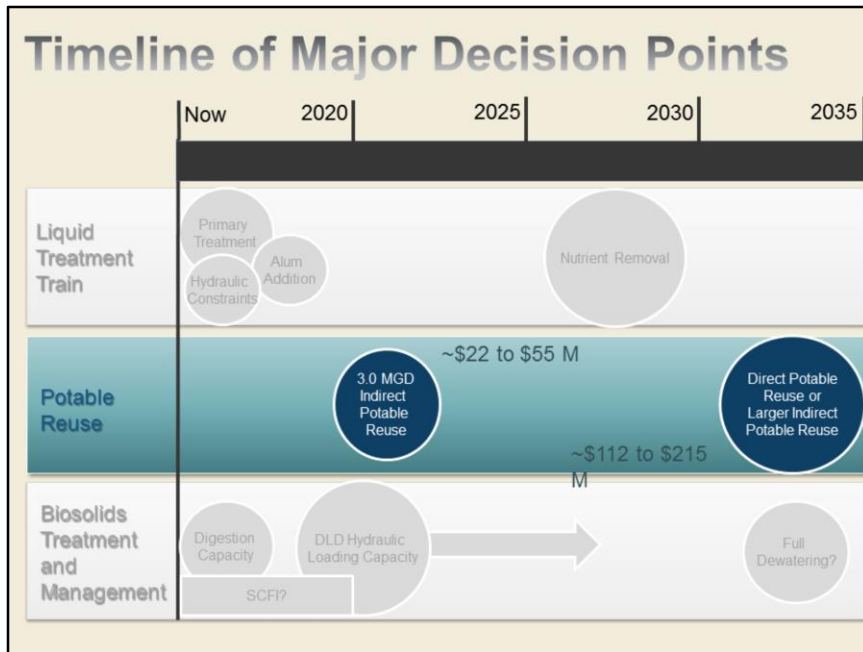 Timeline of Major Decision Points
Now 2020 2025 2030 2035
Liquid
Treatment
Train
Primary
Treatment
Alum
Addition
Hydraulic
Constraints
Nutrient Removal
Potable
Reuse
3.0 MGD
Indirect
Potable
Reuse
~$22 to $55 M
~$112 to $215
M
Direct Potable
Reuse or
Larger Indirect
Potable Reuse
Biosolids
Treatment
and
Management
Digestion
Capacity
DLD Hydraulic
Loading Capacity
SCFI?
Full
Dewatering?